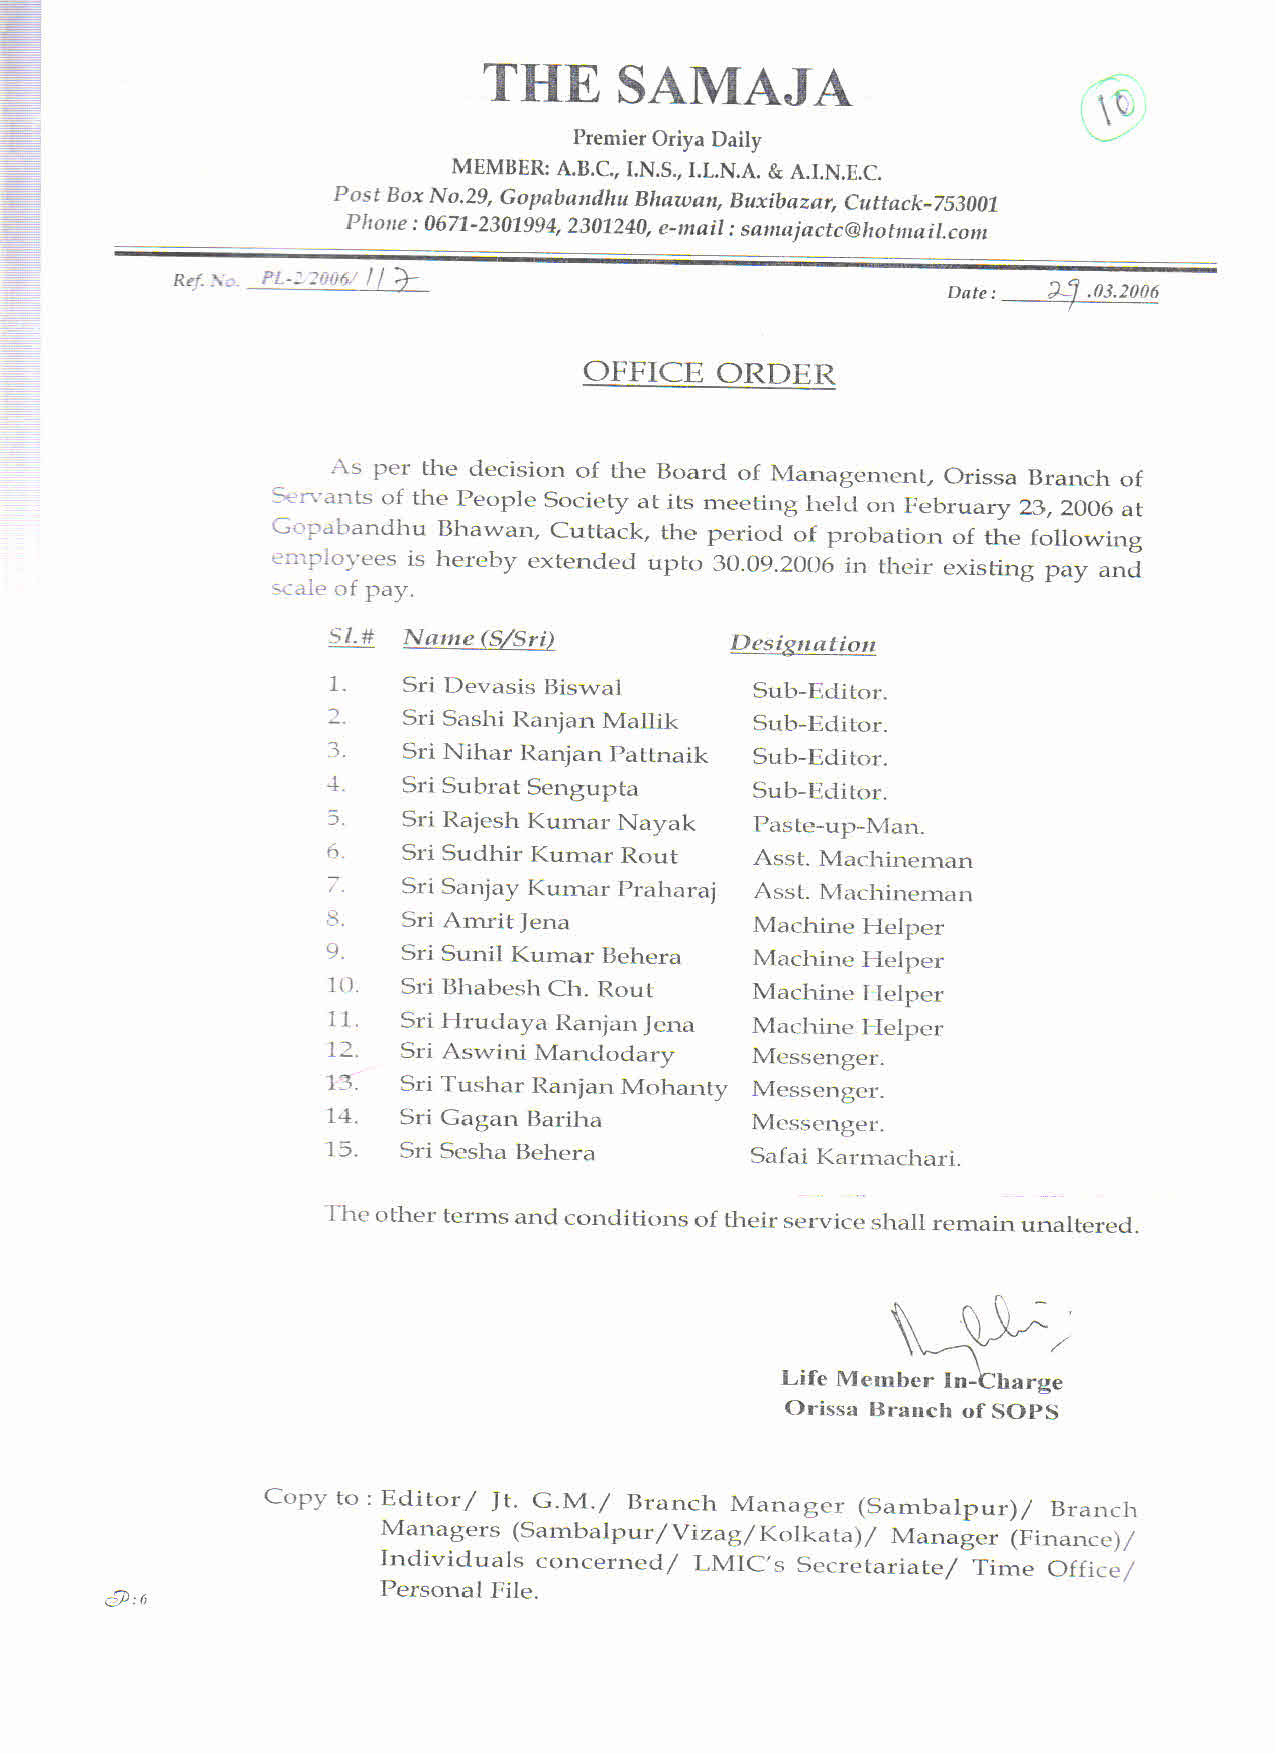 THE SAMAJA
10
Premier Oriya Daily
MEMBER: A.B.C., I.N.S., I.L.N.A. & A.I.N.E.C.
Post Box No.29, Gopabandhu Bhawan, Buxibazar, Cuttack-753001
Phone : 0671-2301994, 2301240, e-mail : samajactc@hotmail.com
Ref. No. PL-2/2006/ 117
Date : 29 .03.2006
OFFICE ORDER
As per the decision of the Board of Management, Orissa Branch of
Servants of the People Society at its meeting held on February 23, 2006 at
Gopabandhu Bhawan, Cuttack, the period of probation of the following
employees is hereby extended upto 30.09.2006 in their existing pay and
scale of pay.
Sl.# Name (S/Sri) Designation
1. Sri Devasis Biswal Sub-Editor.
2. Sri Sashi Ranjan Mallik Sub-Editor.
3. Sri Nihar Ranjan Pattnaik Sub-Editor.
4. Sri Subrat Sengupta Sub-Editor.
5. Sri Rajesh Kumar Nayak Paste-up-Man.
6. Sri Sudhir Kumar Rout Asst. Machineman
7. Sri Sanjay Kumar Praharaj Asst. Machineman
8. Sri Amrit Jena Machine Helper
9. Sri Sunil Kumar Behera Machine Helper
10. Sri Bhabesh Ch. Rout Machine Helper
11. Sri Hrudaya Ranjan Jena Machine Helper
12. Sri Aswini Mandodary Messenger.
13. Sri Tushar Ranjan Mohanty Messenger.
14. Sri Gagan Bariha Messenger.
15. Sri Sesha Behera Safai Karmachari.
The other terms and conditions of their service shall remain unaltered.
Life Member In-Charge
Orissa Branch of SOPS
Copy to : Editor/ Jt. G.M./ Branch Manager (Sambalpur)/ Branch
Managers (Sambalpur/Vizag/Kolkata)/ Manager (Finance)/
Individuals concerned/ LMIC's Secretariate/ Time Office/
Personal File.
P:6